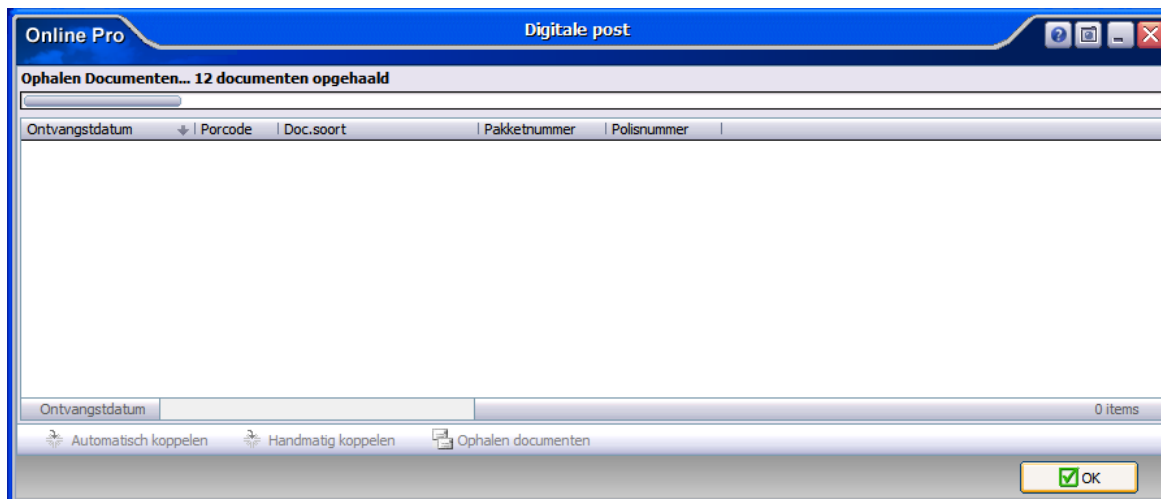 Online Pro
Digitale post
Ophalen Documenten... 12 documenten opgehaald
Ontvangstdatum Porcode Doc.soort Pakketnummer Polisnummer
Ontvangstdatum 0 items
Automatisch koppelen Handmatig koppelen Ophalen documenten
OK